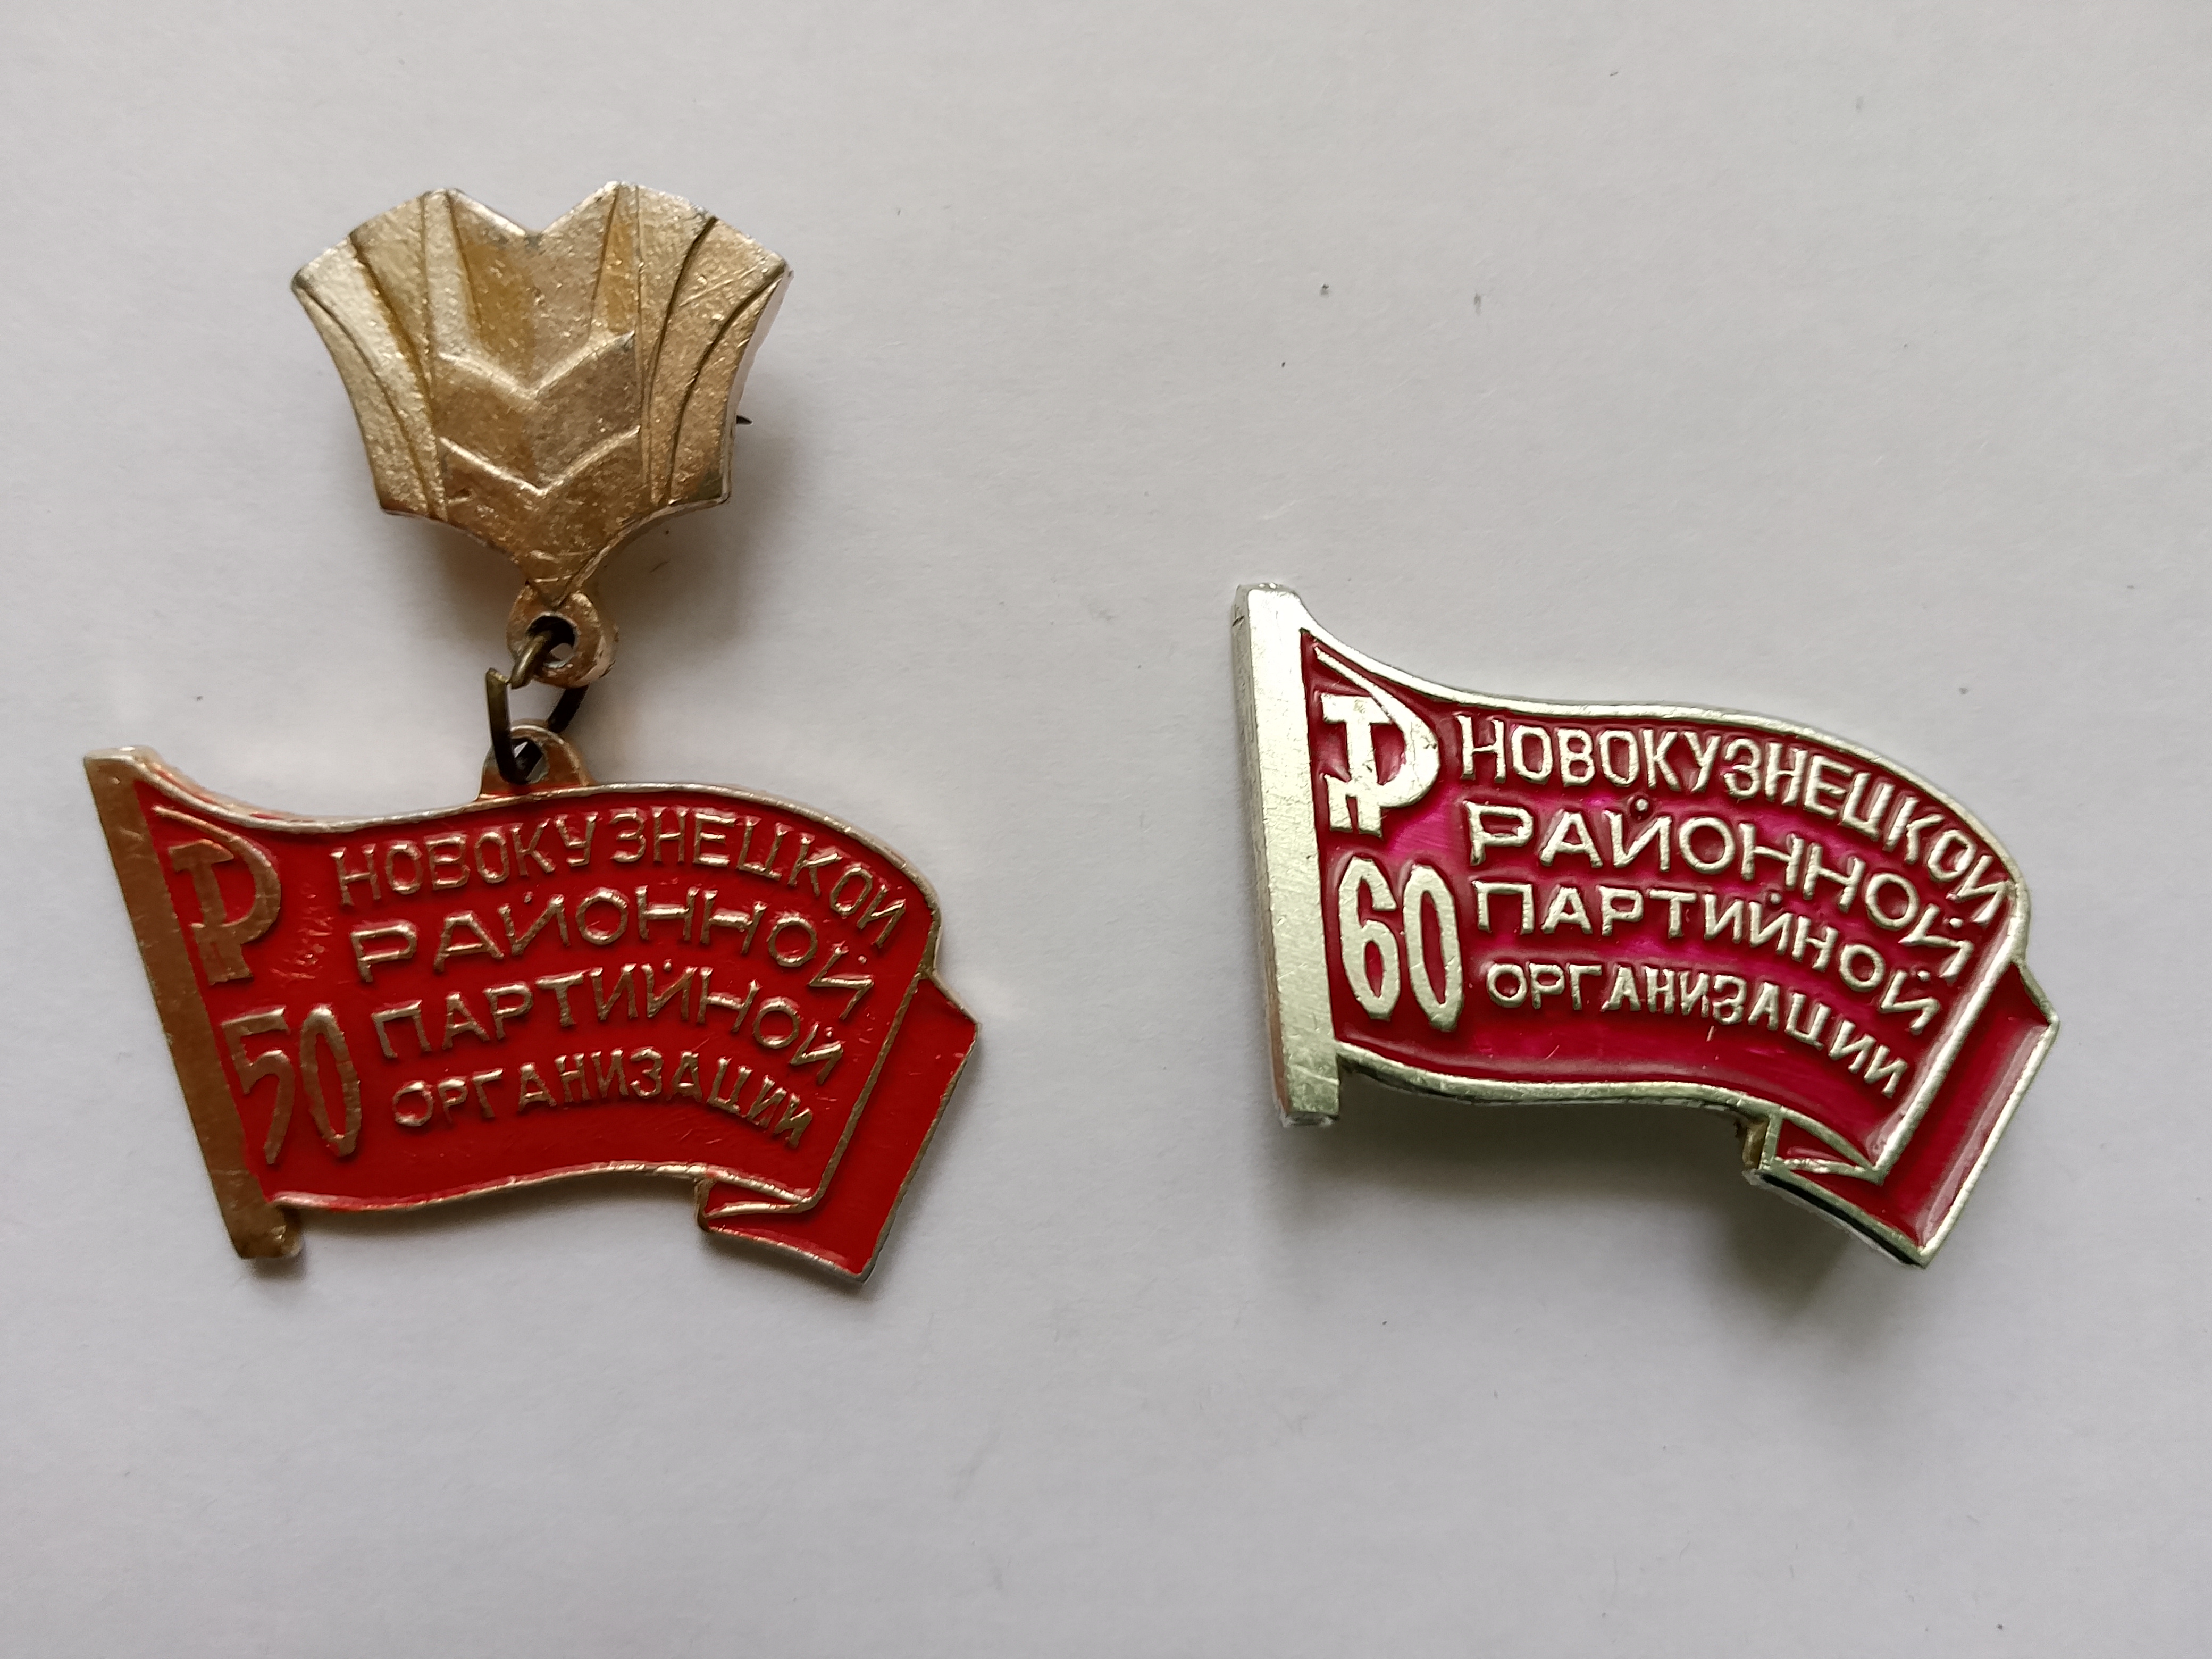 НОВОКУЗНЕЦКОЙ
РАЙОННОЙ
ПАРТИЙНОЙ
ОРГАНИЗАЦИИ
50
НОВОКУЗНЕЦКОЙ
РАЙОННОЙ
ПАРТИЙНОЙ
ОРГАНИЗАЦИИ
60